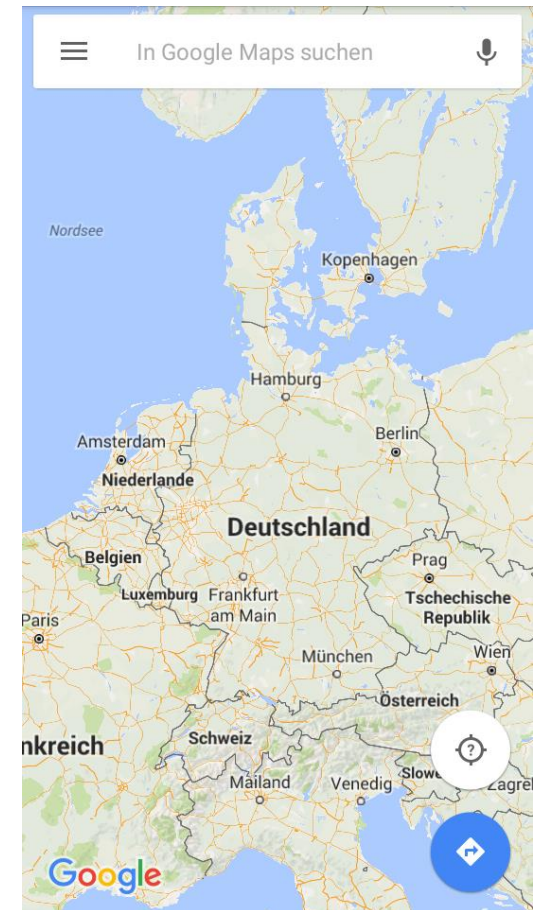 In Google Maps suchen
Nordsee
Kopenhagen
Hamburg
Berlin
Amsterdam
Niederlande
Deutschland
Belgien
Prag
Luxemburg
Frankfurt
am Main
Tschechische
Republik
Paris
München
Wien
Österreich
nkreich
Schweiz
?
Mailand
Venedig
Slowe
Zagre
Google